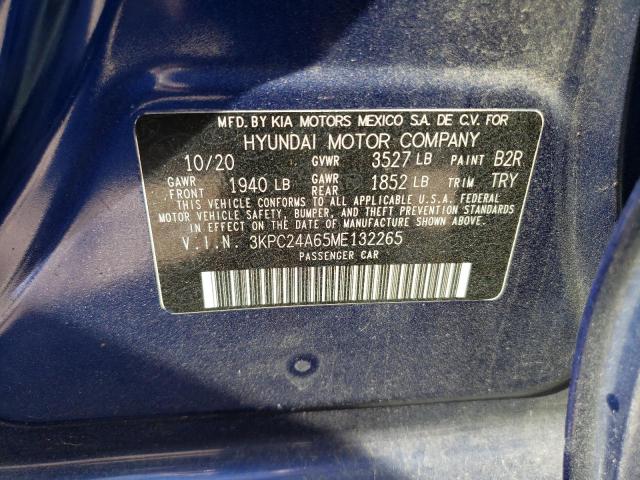 MFD. BY KIA MOTORS MEXICO S.A. DE C.V. FOR
HYUNDAI MOTOR COMPANY
10/20 GVWR 3527 LB PAINT B2R
GAWR FRONT 1940 LB GAWR REAR 1852 LB TRIM TRY
THIS VEHICLE CONFORMS TO ALL APPLICABLE U.S.A. FEDERAL
MOTOR VEHICLE SAFETY, BUMPER, AND THEFT PREVENTION STANDARDS
IN EFFECT ON THE DATE OF MANUFACTURE SHOWN ABOVE.
V.I.N. 3KPC24A65ME132265
PASSENGER CAR